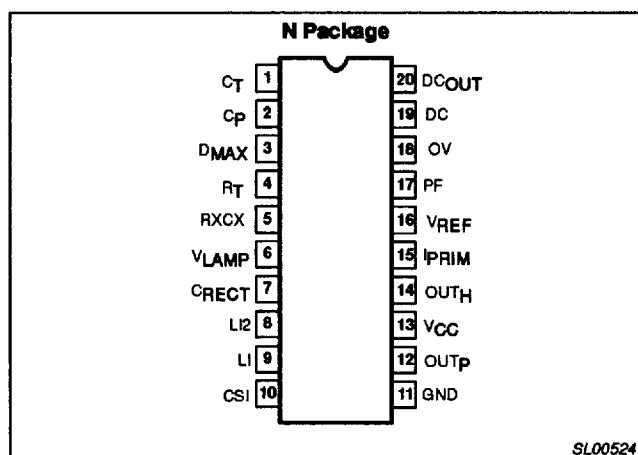 N Package
CT 1 20 DCOUT
CP 2 19 DC
DMAX 3 18 OV
RT 4 17 PF
RXCX 5 16 VREF
VLAMP 6 15 IPRIM
CRECT 7 14 OUTH
LI2 8 13 VCC
LI 9 12 OUTP
CSI 10 11 GND
SL00524